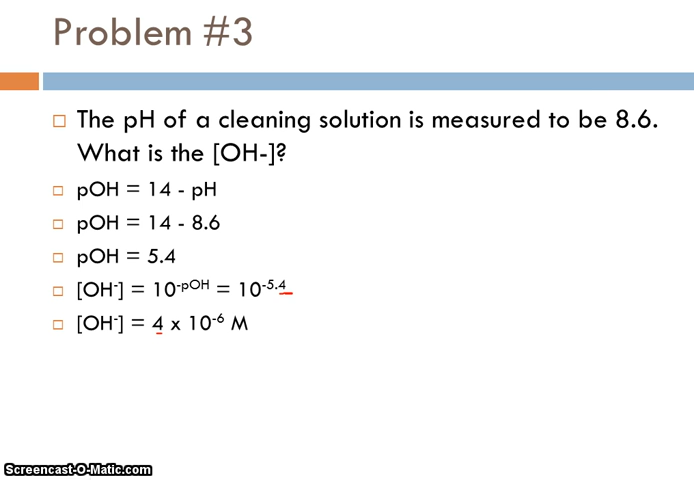 Problem #3
The pH of a cleaning solution is measured to be 8.6.
What is the [OH-]?
pOH = 14 - pH
pOH = 14 - 8.6
pOH = 5.4
[OH⁻] = 10⁻ᵖᴼᴴ = 10⁻⁵·⁴
[OH⁻] = 4 x 10⁻⁶ M
Screencast-O-Matic.com